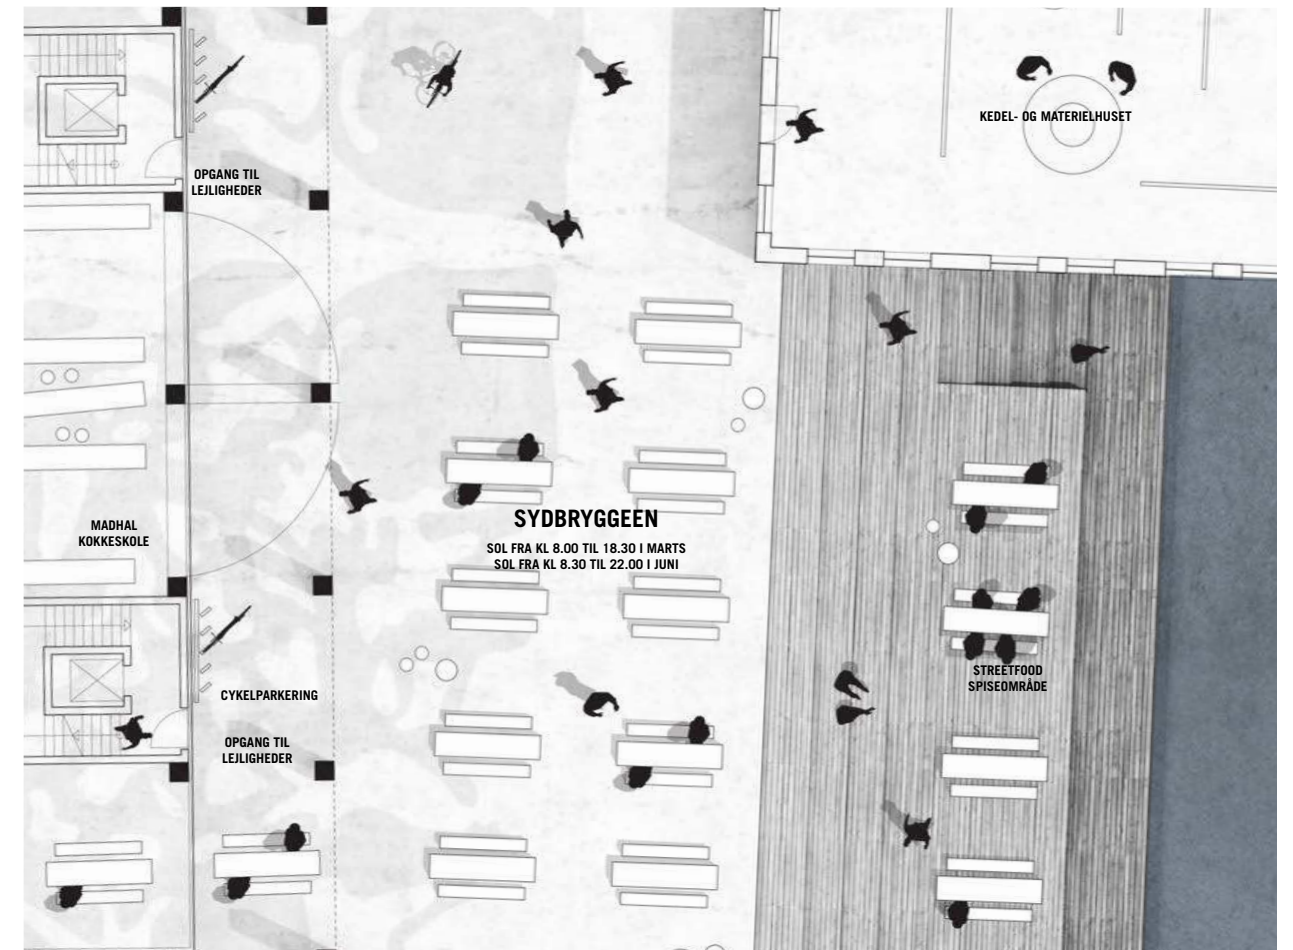 KEDEL- OG MATERIELHUSET
OPGANG TIL
LEJLIGHEDER
SYDBRYGGEEN
SOL FRA KL 8.00 TIL 18.30 I MARTS
SOL FRA KL 8.30 TIL 22.00 I JUNI
MADHAL
KOKKESKOLE
STREETFOOD
SPISEOMRÅDE
CYKELPARKERING
OPGANG TIL
LEJLIGHEDER